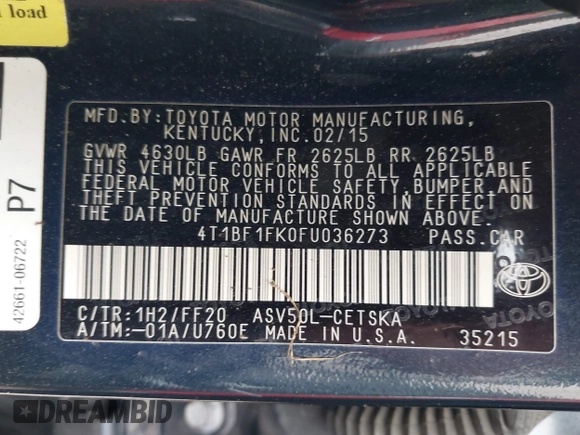 load
P7
42661-06722
MFD.BY:TOYOTA MOTOR MANUFACTURING,
KENTUCKY,INC.02/15
GVWR 4630LB GAWR FR 2625LB RR 2625LB
THIS VEHICLE CONFORMS TO ALL APPLICABLE
FEDERAL MOTOR VEHICLE SAFETY,BUMPER,AND
THEFT PREVENTION STANDARDS IN EFFECT ON
THE DATE OF MANUFACTURE SHOWN ABOVE.
4T1BF1FK0FU036273 PASS.CAR
C/TR:1H2/FF20 ASV50L-CETSKA
A/TM:-01A/U760E MADE IN U.S.A. 35215
DREAMBID